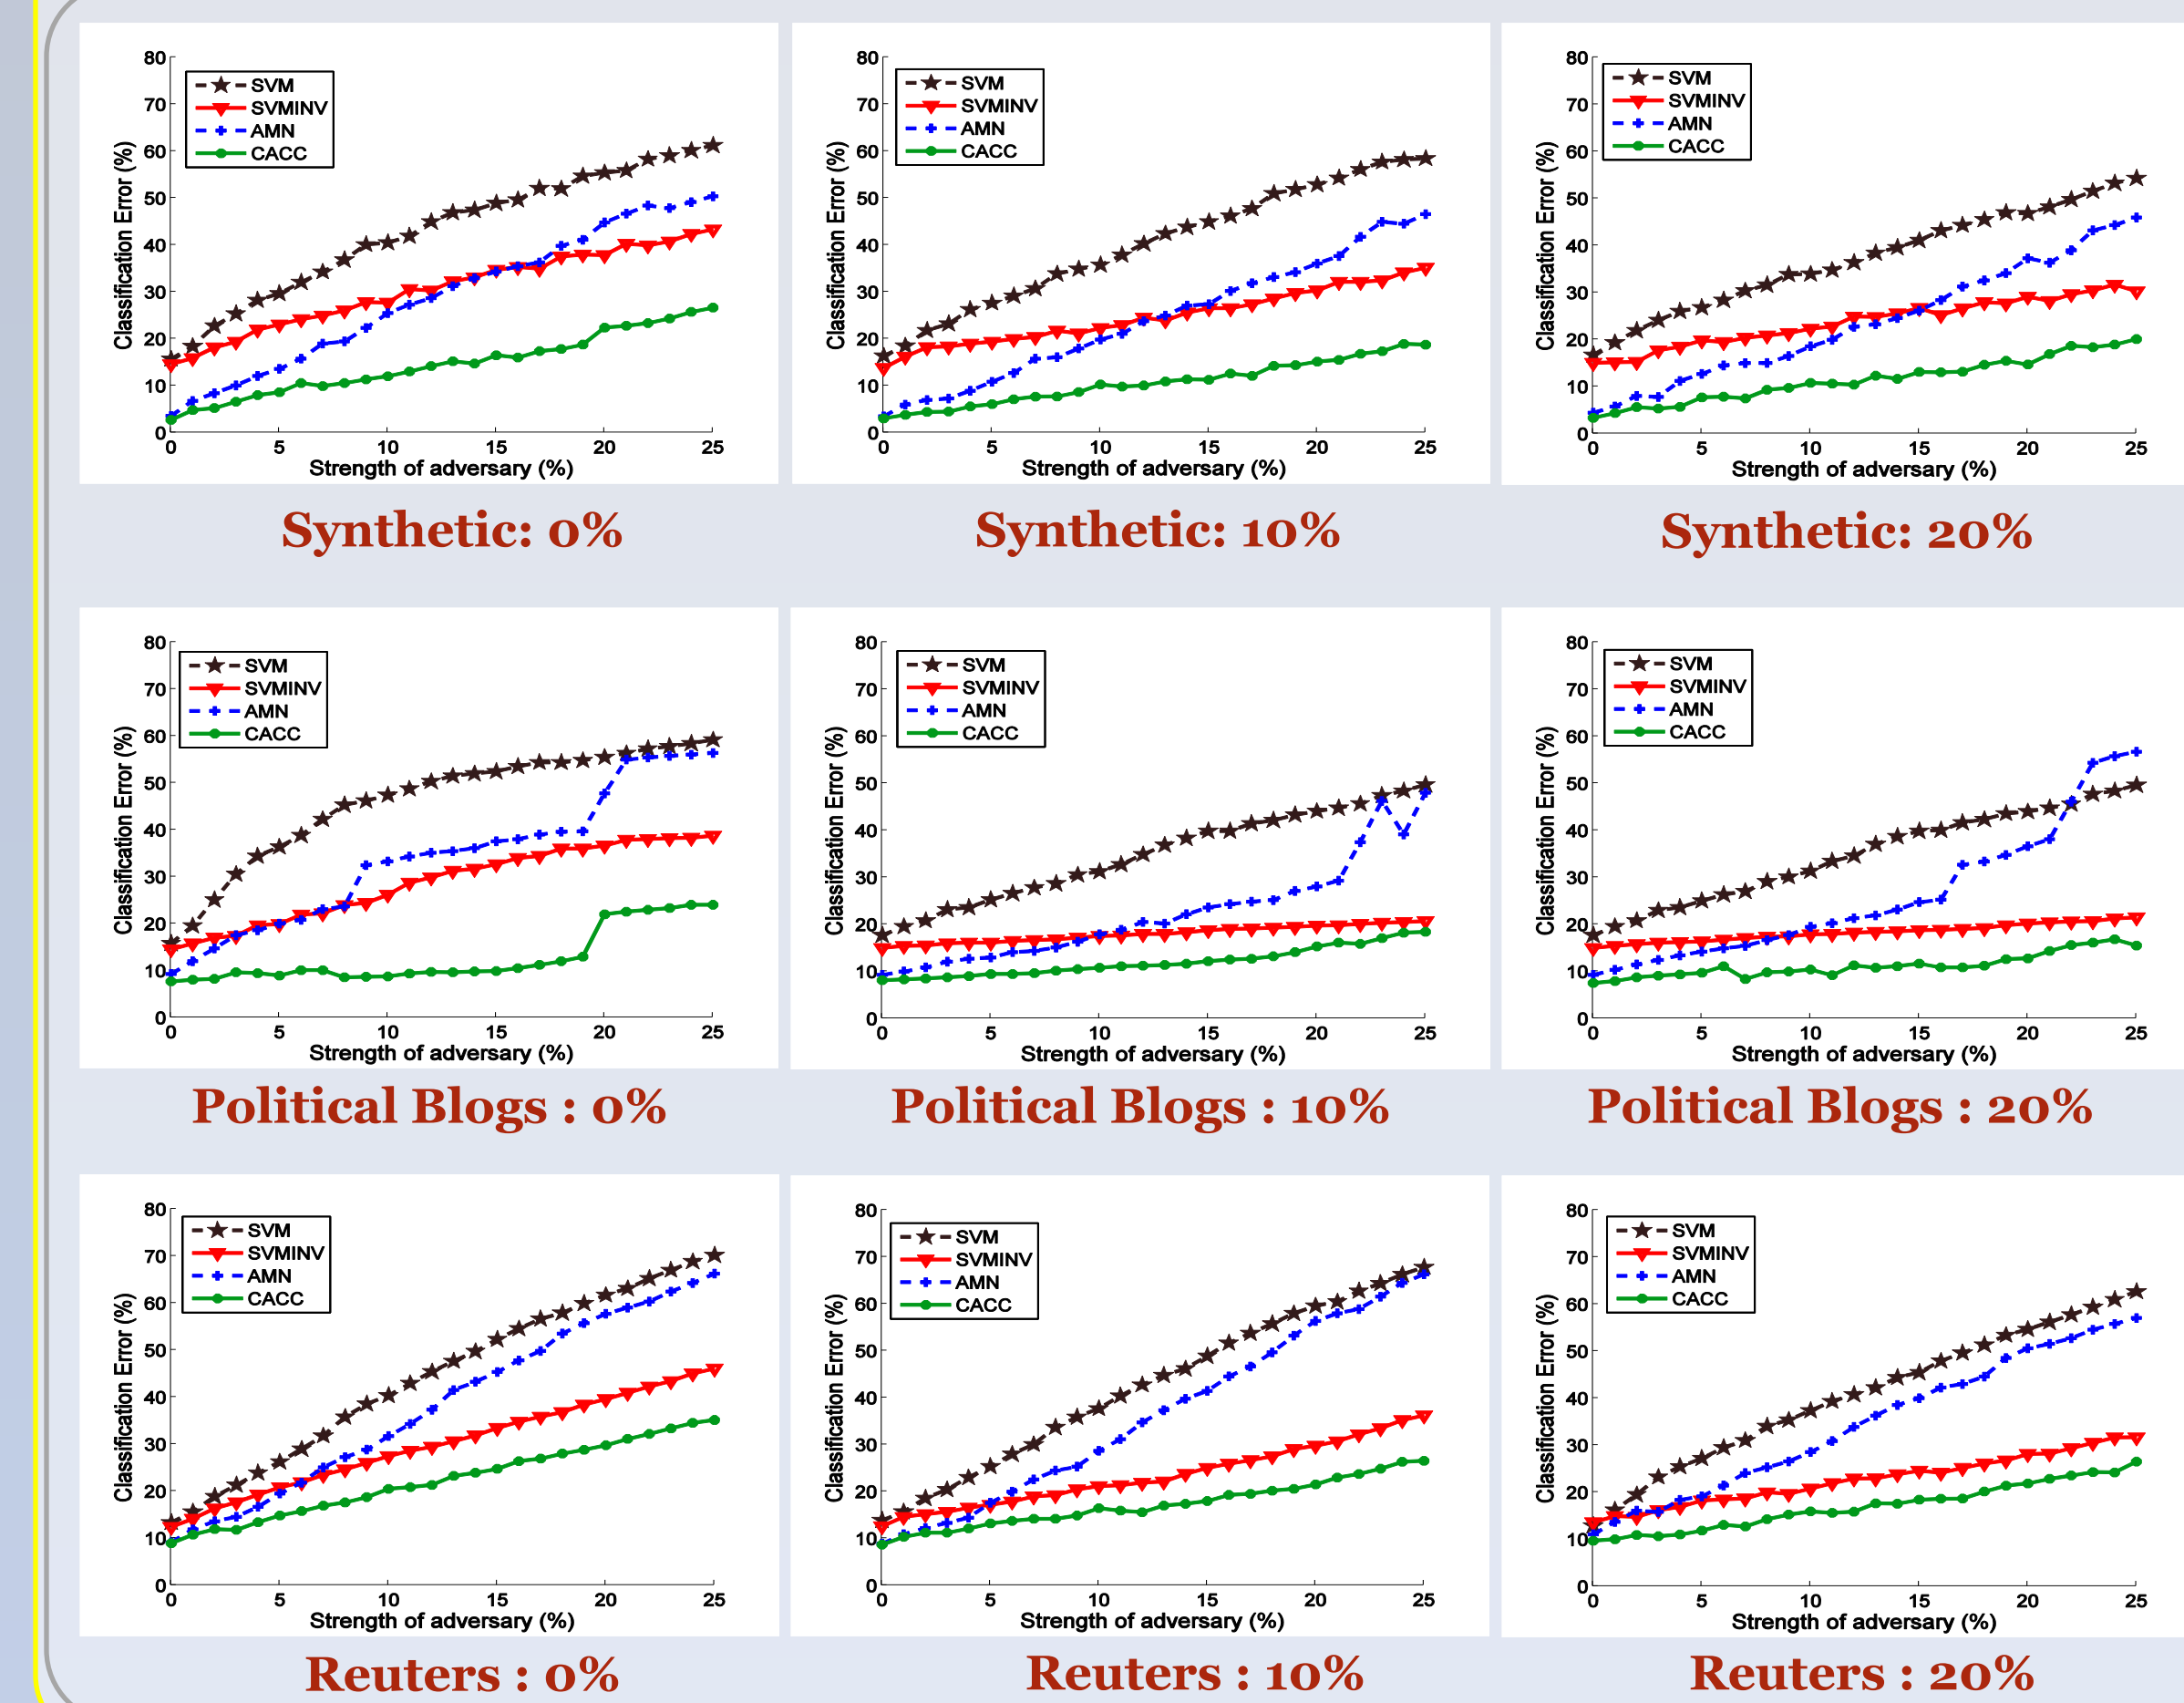 80
70
60
50
40
30
20
10
0
Classification Error (%)
SVM
SVMINV
AMN
CACC
0 5 10 15 20 25
Strength of adversary (%)
Synthetic: 0%
80
70
60
50
40
30
20
10
0
Classification Error (%)
SVM
SVMINV
AMN
CACC
0 5 10 15 20 25
Strength of adversary (%)
Synthetic: 10%
80
70
60
50
40
30
20
10
0
Classification Error (%)
SVM
SVMINV
AMN
CACC
0 5 10 15 20 25
Strength of adversary (%)
Synthetic: 20%
80
70
60
50
40
30
20
10
0
Classification Error (%)
SVM
SVMINV
AMN
CACC
0 5 10 15 20 25
Strength of adversary (%)
Political Blogs : 0%
80
70
60
50
40
30
20
10
0
Classification Error (%)
SVM
SVMINV
AMN
CACC
0 5 10 15 20 25
Strength of adversary (%)
Political Blogs : 10%
80
70
60
50
40
30
20
10
0
Classification Error (%)
SVM
SVMINV
AMN
CACC
0 5 10 15 20 25
Strength of adversary (%)
Political Blogs : 20%
80
70
60
50
40
30
20
10
0
Classification Error (%)
SVM
SVMINV
AMN
CACC
0 5 10 15 20 25
Strength of adversary (%)
Reuters : 0%
80
70
60
50
40
30
20
10
0
Classification Error (%)
SVM
SVMINV
AMN
CACC
0 5 10 15 20 25
Strength of adversary (%)
Reuters : 10%
80
70
60
50
40
30
20
10
0
Classification Error (%)
SVM
SVMINV
AMN
CACC
0 5 10 15 20 25
Strength of adversary (%)
Reuters : 20%